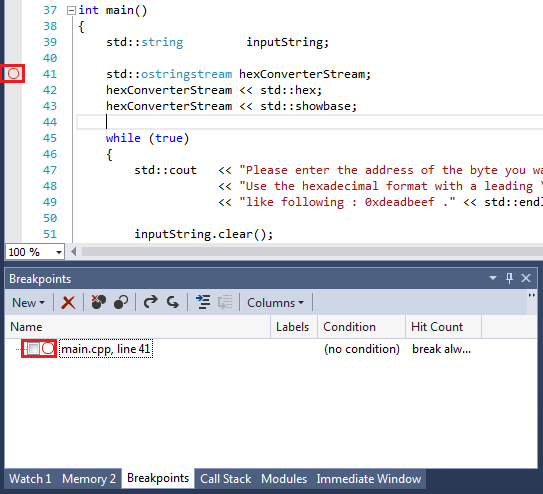 37 int main()
38 {
39 std::string inputString;
40
41 std::ostringstream hexConverterStream;
42 hexConverterStream << std::hex;
43 hexConverterStream << std::showbase;
44
45 while (true)
46 {
47 std::cout << "Please enter the address of the byte you wa
48 << "Use the hexadecimal format with a leading \
49 << "like following : 0xdeadbeef ." << std::endl
50
51 inputString.clear();
100 %
Breakpoints
New Columns
Name Labels Condition Hit Count
main.cpp, line 41 (no condition) break alw...
Watch 1 Memory 2 Breakpoints Call Stack Modules Immediate Window